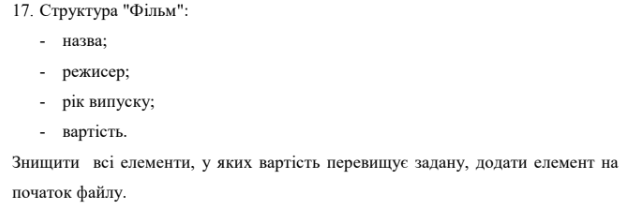 17. Структура "Фільм":
- назва;
- режисер;
- рік випуску;
- вартість.
Знищити всі елементи, у яких вартість перевищує задану, додати елемент на
початок файлу.